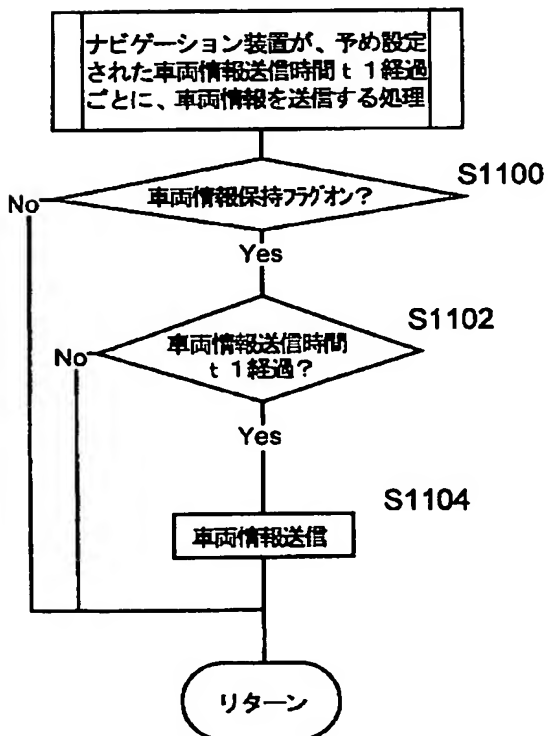 ナビゲーション装置が、予め設定
された車両情報送信時間ｔ１経過
ごとに、車両情報を送信する処理
S1100
車両情報保持フラグオン？
No
Yes
S1102
車両情報送信時間
ｔ１経過？
No
Yes
S1104
車両情報送信
リターン